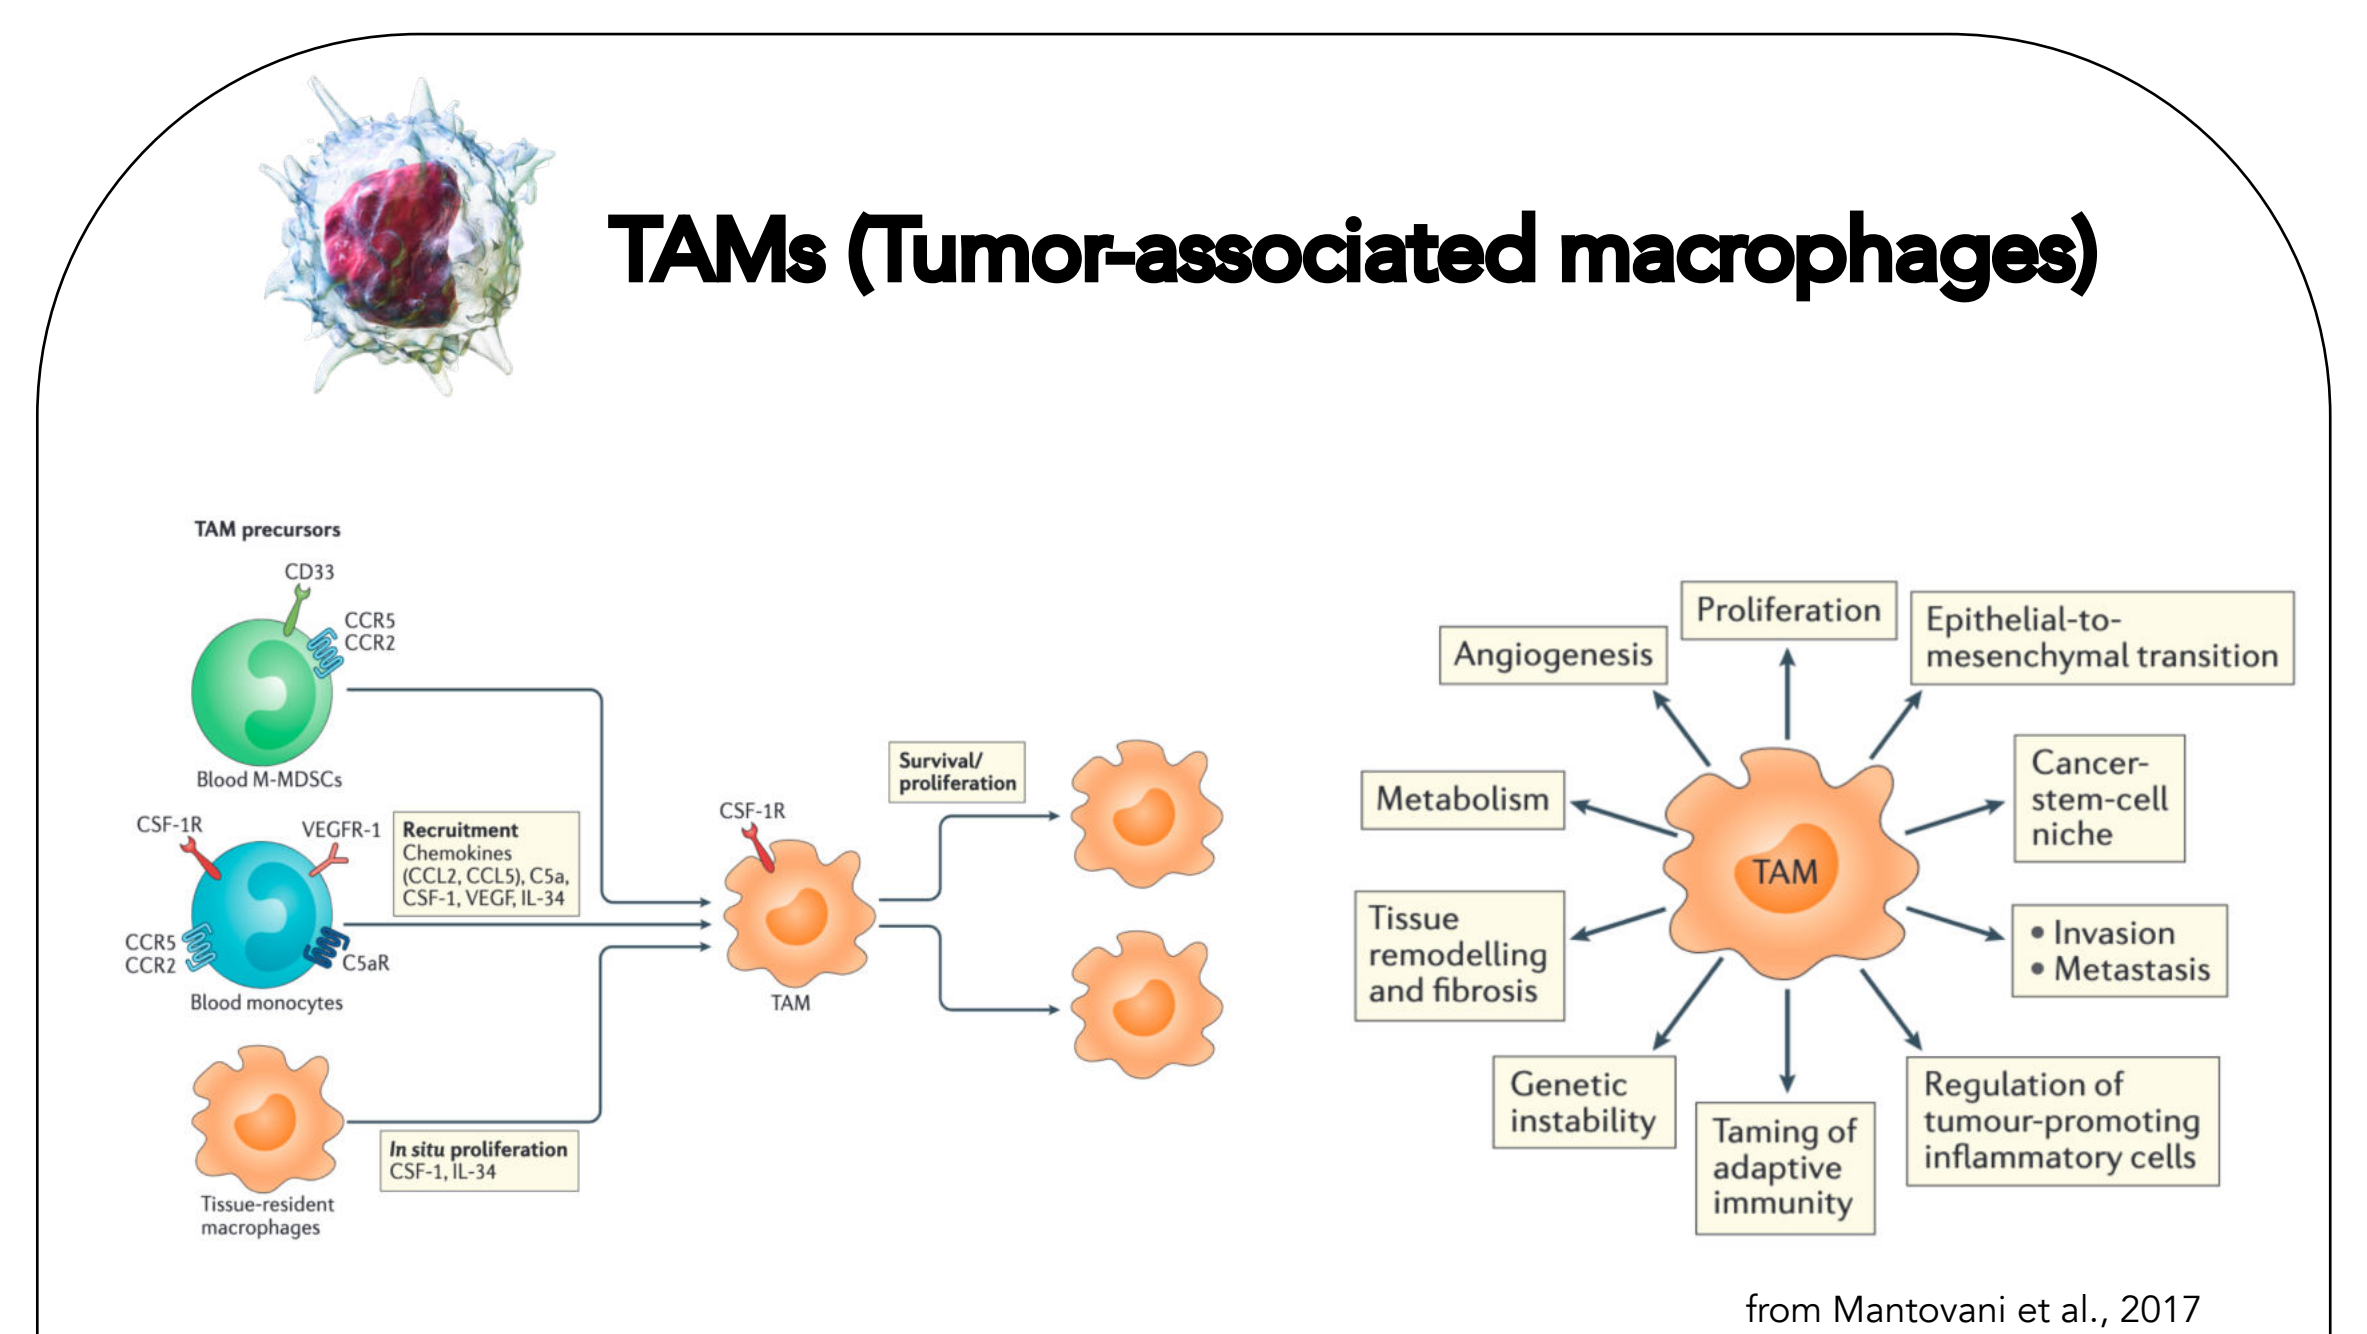 TAMs (Tumor-associated macrophages)
TAM precursors
CD33
CCR5
CCR2
Blood M-MDSCs
CSF-1R
VEGFR-1
CCR5
CCR2
C5aR
Blood monocytes
Recruitment
Chemokines
(CCL2, CCL5), C5a,
CSF-1, VEGF, IL-34
Tissue-resident
macrophages
In situ proliferation
CSF-1, IL-34
CSF-1R
TAM
Survival/
proliferation
Proliferation
Angiogenesis
Epithelial-to-
mesenchymal transition
Metabolism
Cancer-
stem-cell
niche
TAM
Tissue
remodelling
and fibrosis
• Invasion
• Metastasis
Genetic
instability
Taming of
adaptive
immunity
Regulation of
tumour-promoting
inflammatory cells
from Mantovani et al., 2017